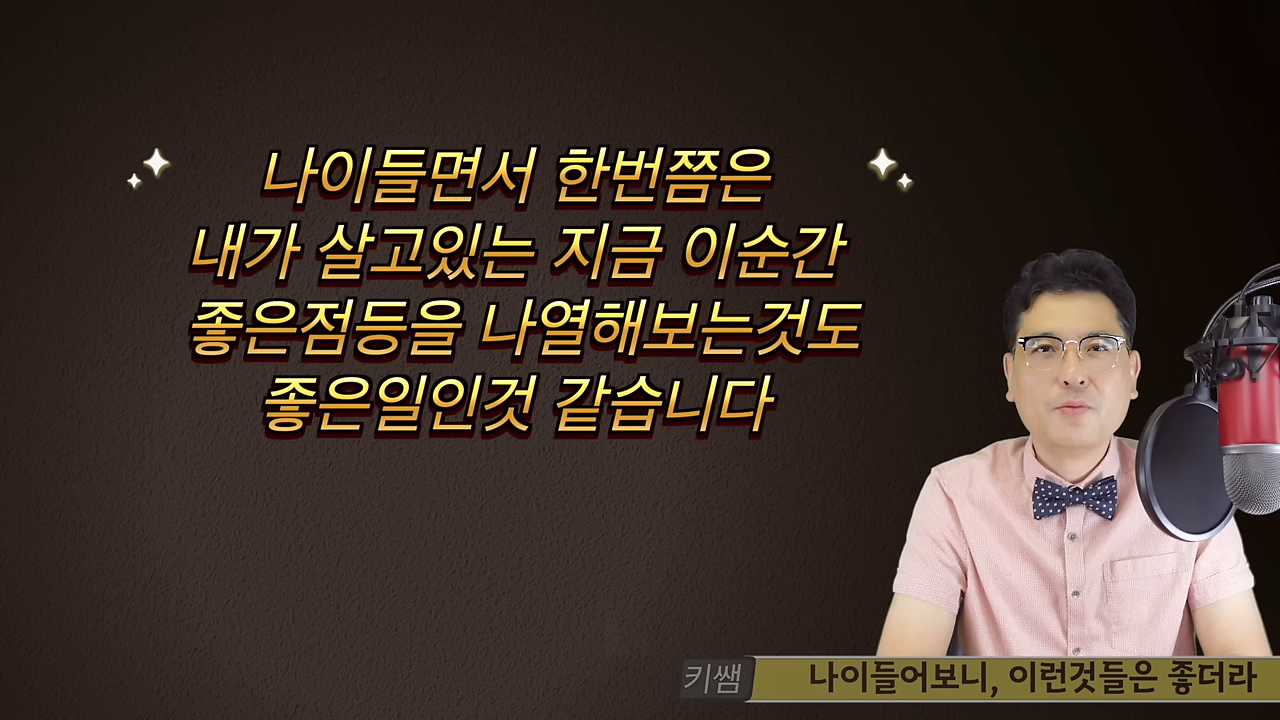 나이들면서 한번쯤은
내가 살고있는 지금 이순간
좋은점등을 나열해보는것도
좋은일인것 같습니다
키쌤
나이들어보니, 이런것들은 좋더라